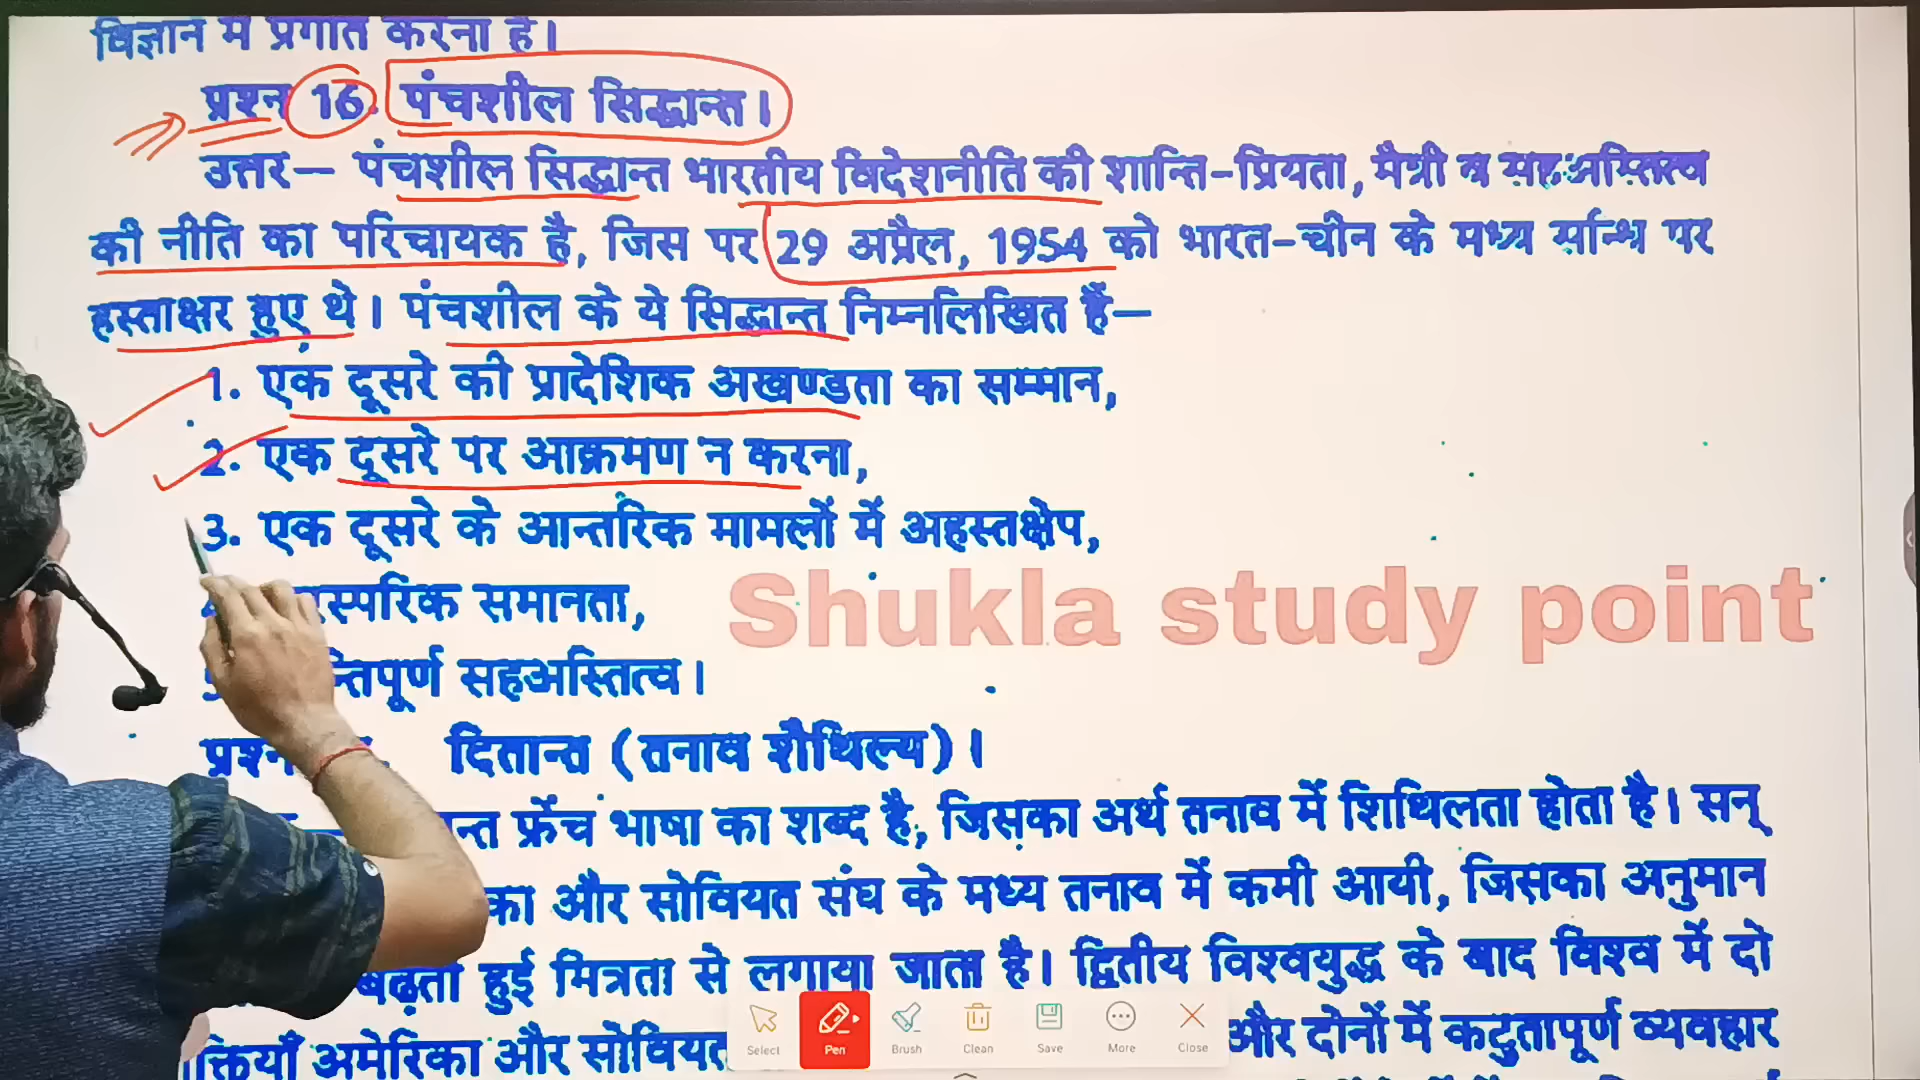 विज्ञान में प्रगति करना है।
प्रश्न 16. पंचशील सिद्धान्त।
उत्तर— पंचशील सिद्धान्त भारतीय विदेशनीति की शान्ति-प्रियता, मैत्री व सहअस्तित्व
की नीति का परिचायक है, जिस पर 29 अप्रैल, 1954 को भारत-चीन के मध्य सन्धि पर
हस्ताक्षर हुए थे। पंचशील के ये सिद्धान्त निम्नलिखित हैं—
1. एक दूसरे की प्रादेशिक अखण्डता का सम्मान,
2. एक दूसरे पर आक्रमण न करना,
3. एक दूसरे के आन्तरिक मामलों में अहस्तक्षेप,
समानता,
सहअस्तित्व।
Shukla study point
प्रश्न दितान्त (तनाव शैथिल्य)।
फ्रेंच भाषा का शब्द है, जिसका अर्थ तनाव में शिथिलता होता है। सन्
और सोवियत संघ के मध्य तनाव में कमी आयी, जिसका अनुमान
बढ़ती हुई मित्रता से लगाया जाता है। द्वितीय विश्वयुद्ध के बाद विश्व में दो
अमेरिका और सोवियत और दोनों में कटुतापूर्ण व्यवहार
Select Pen Brush Clean Save More Close